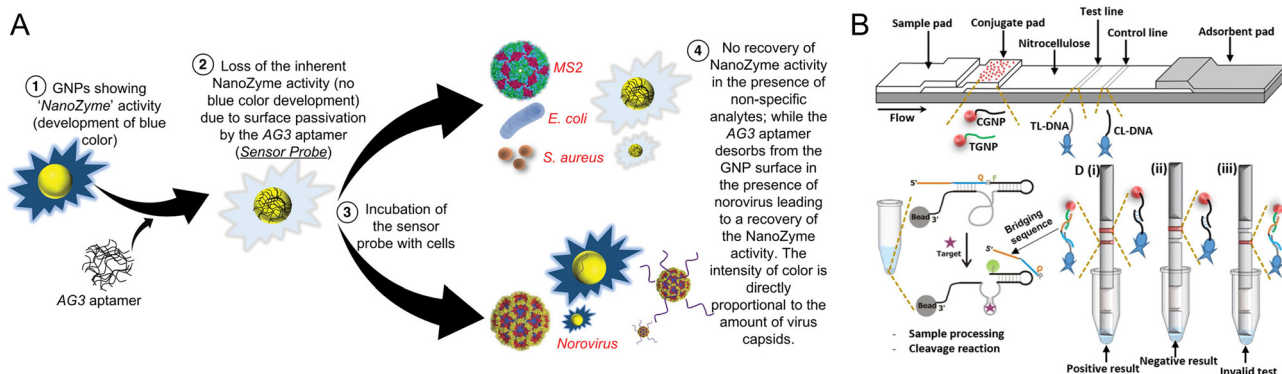 A
1
GNPs showing
'NanoZyme' activity
(development of blue
color)
AG3 aptamer
2
Loss of the inherent
NanoZyme activity (no
blue color development)
due to surface passivation
by the AG3 aptamer
(Sensor Probe)
3
Incubation of
the sensor
probe with cells
MS2
E. coli
S. aureus
Norovirus
4
No recovery of
NanoZyme activity
in the presence of
non-specific
analytes; while the
AG3 aptamer
desorbs from the
GNP surface in
the presence of
norovirus leading
to a recovery of
the NanoZyme
activity. The
intensity of color is
directly
proportional to the
amount of virus
capsids.
B
Sample pad
Conjugate pad
Nitrocellulose
Test line
Control line
Adsorbent pad
Flow
CGNP
TGNP
TL-DNA
CL-DNA
5'
Q
F
Bead
3'
Target
Bridging
sequence
5'
Q
Bead
3'
- Sample processing
- Cleavage reaction
D (i)
(ii)
(iii)
Positive result
Negative result
Invalid test